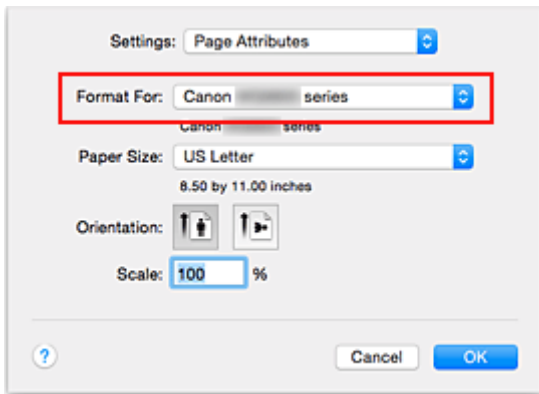 Settings: Page Attributes
Format For: Canon series
Canon series
Paper Size: US Letter
8.50 by 11.00 inches
Orientation:
Scale: 100 %
? Cancel OK